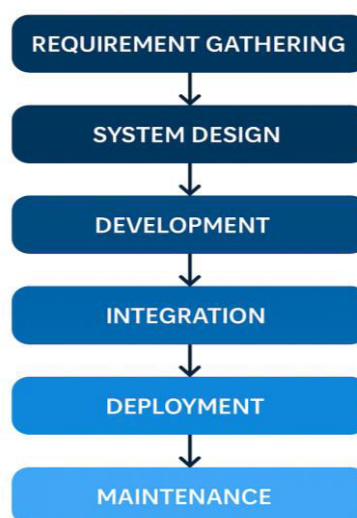 REQUIREMENT GATHERING
SYSTEM DESIGN
DEVELOPMENT
INTEGRATION
DEPLOYMENT
MAINTENANCE